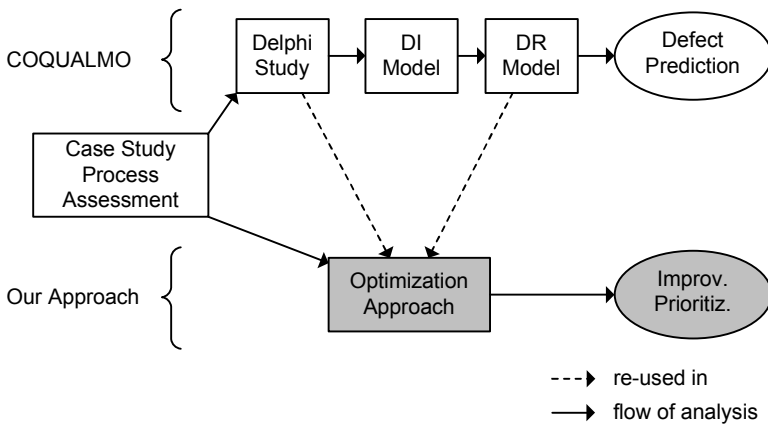 COQUALMO
Delphi
Study
DI
Model
DR
Model
Defect
Prediction
Case Study
Process
Assessment
Our Approach
Optimization
Approach
Improv.
Prioritiz.
re-used in
flow of analysis